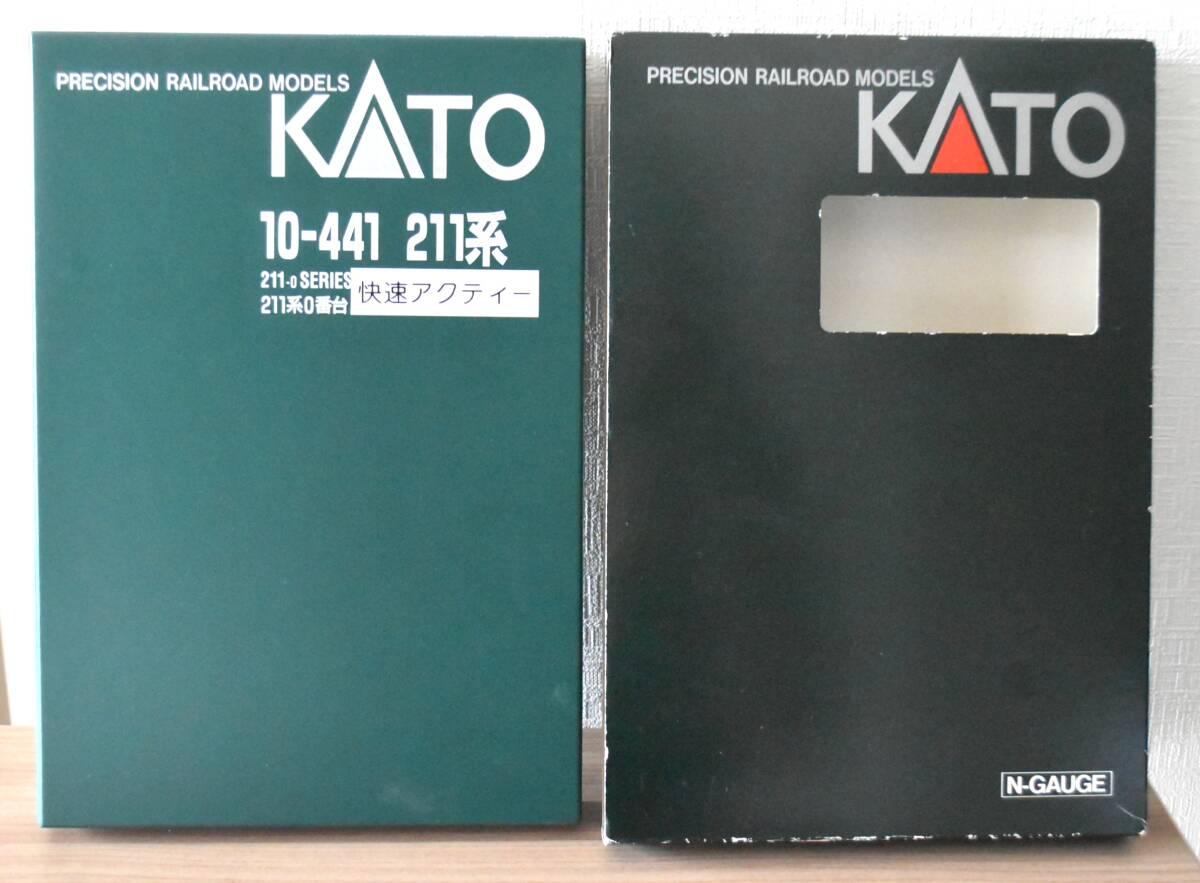 PRECISION RAILROAD MODELS
KATO
10-441 211系
211-0 SERIES
211系0番台
快速アクティー
PRECISION RAILROAD MODELS
KATO
N-GAUGE